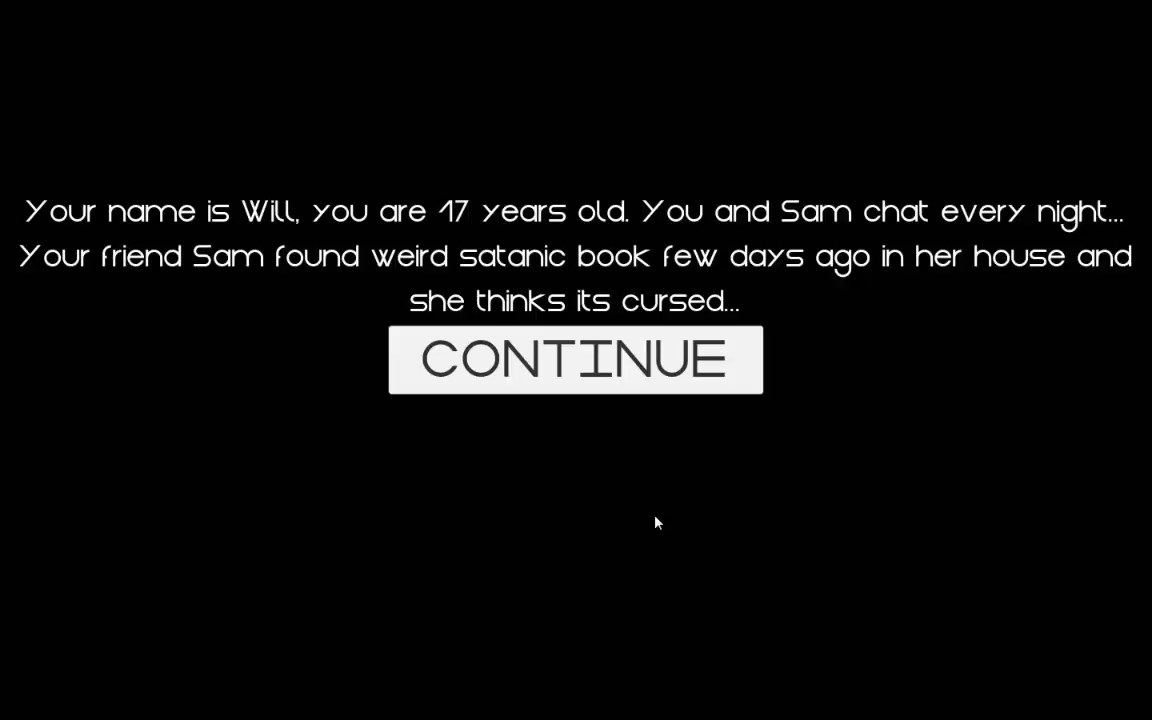 Your name is Will, you are 17 years old. You and Sam chat every night...
Your friend Sam found weird satanic book few days ago in her house and
she thinks its cursed...
CONTINUE